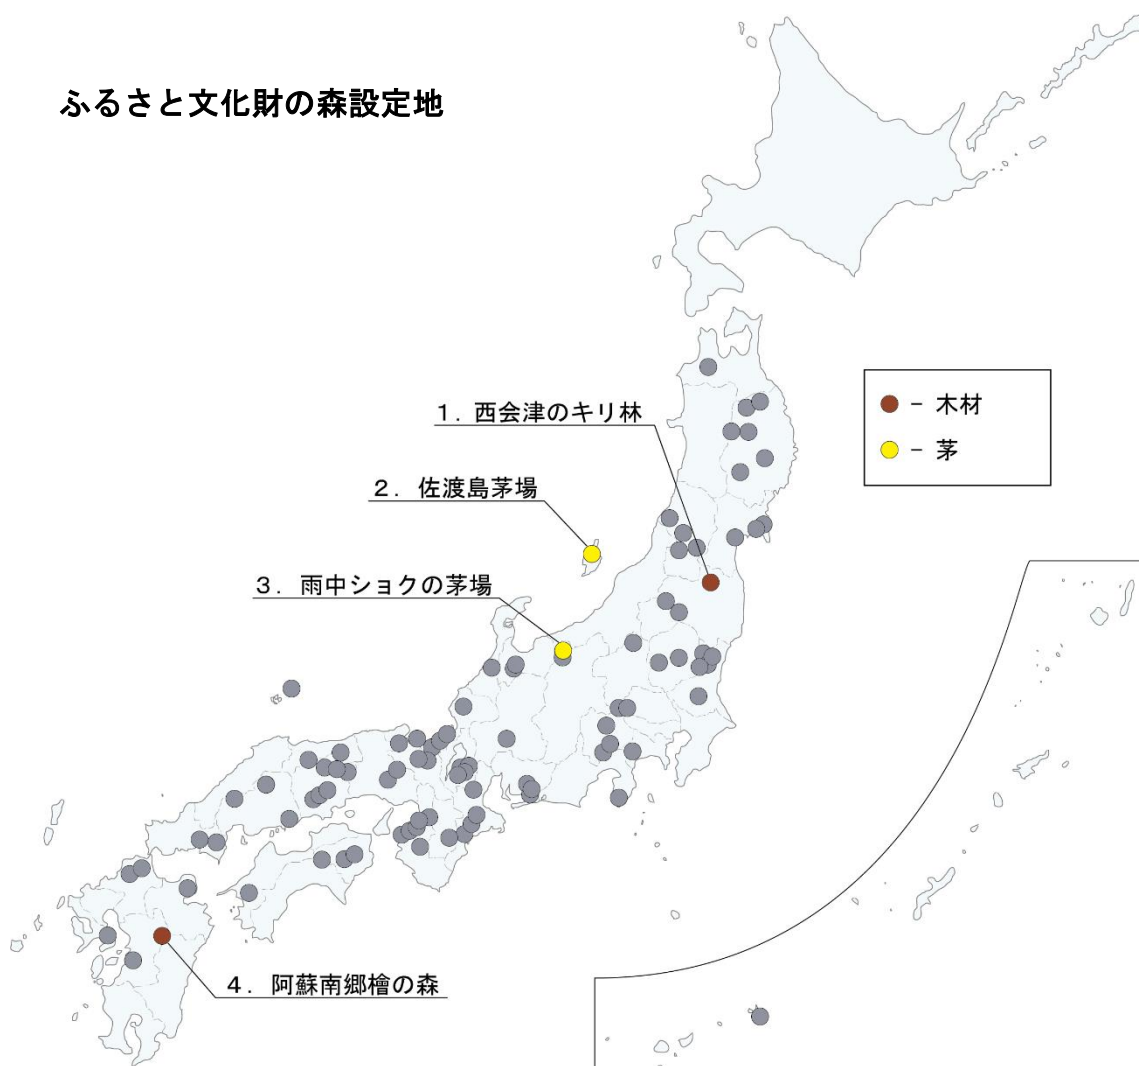 ふるさと文化財の森設定地
- 木材
- 茅
1. 西会津のキリ林
2. 佐渡島茅場
3. 雨中ショクの茅場
4. 阿蘇南郷檜の森